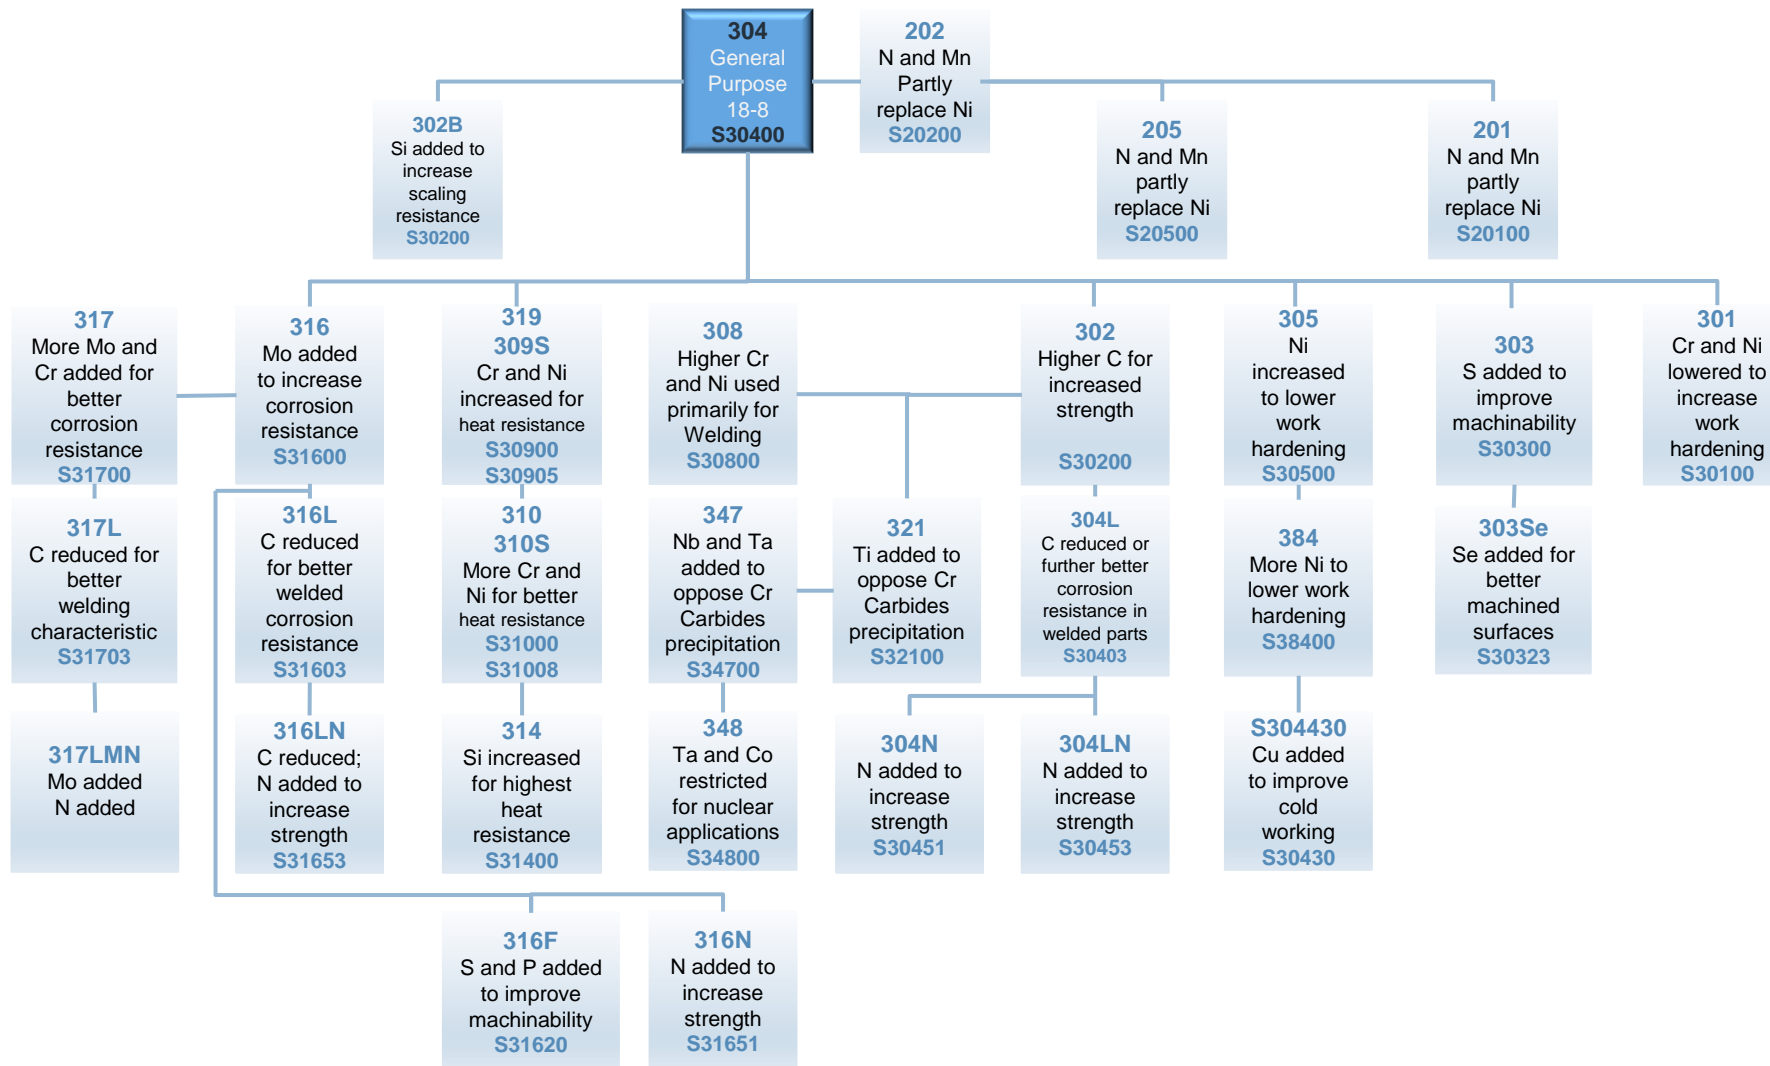 304
General
Purpose
18-8
S30400
202
N and Mn
Partly
replace Ni
S20200
302B
Si added to
increase
scaling
resistance
S30200
205
N and Mn
partly
replace Ni
S20500
201
N and Mn
partly
replace Ni
S20100
317
More Mo and
Cr added for
better
corrosion
resistance
S31700
316
Mo added
to increase
corrosion
resistance
S31600
319
309S
Cr and Ni
increased for
heat resistance
S30900
S30905
308
Higher Cr
and Ni used
primarily for
Welding
S30800
302
Higher C for
increased
strength
S30200
305
Ni
increased
to lower
work
hardening
S30500
303
S added to
improve
machinability
S30300
301
Cr and Ni
lowered to
increase
work
hardening
S30100
317L
C reduced for
better
welding
characteristic
S31703
316L
C reduced
for better
welded
corrosion
resistance
S31603
310
310S
More Cr and
Ni for better
heat resistance
S31000
S31008
347
Nb and Ta
added to
oppose Cr
Carbides
precipitation
S34700
321
Ti added to
oppose Cr
Carbides
precipitation
S32100
304L
C reduced or
further better
corrosion
resistance in
welded parts
S30403
384
More Ni to
lower work
hardening
S38400
303Se
Se added for
better
machined
surfaces
S30323
317LMN
Mo added
N added
316LN
C reduced;
N added to
increase
strength
S31653
314
Si increased
for highest
heat
resistance
S31400
348
Ta and Co
restricted
for nuclear
applications
S34800
304N
N added to
increase
strength
S30451
304LN
N added to
increase
strength
S30453
S304430
Cu added
to improve
cold
working
S30430
316F
S and P added
to improve
machinability
S31620
316N
N added to
increase
strength
S31651